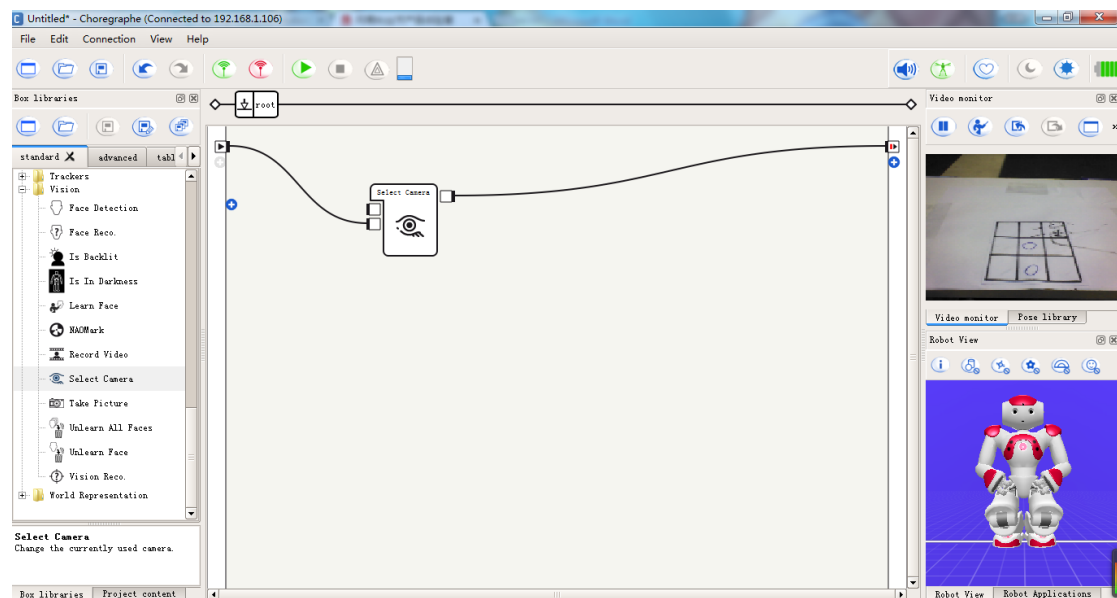 Untitled* - Choregraphe (Connected to 192.168.1.106)
File Edit Connection View Help
Box libraries
root
Video monitor
standard advanced tabl
Trackers
Vision
Face Detection
Face Reco.
Is Backlit
Is In Darkness
Learn Face
NAOMark
Record Video
Select Camera
Take Picture
Unlearn All Faces
Unlearn Face
Vision Reco.
World Representation
Select Camera
Video monitor Pose library
Robot View
Select Camera
Change the currently used camera.
Box libraries Project content
Robot View Robot Applications